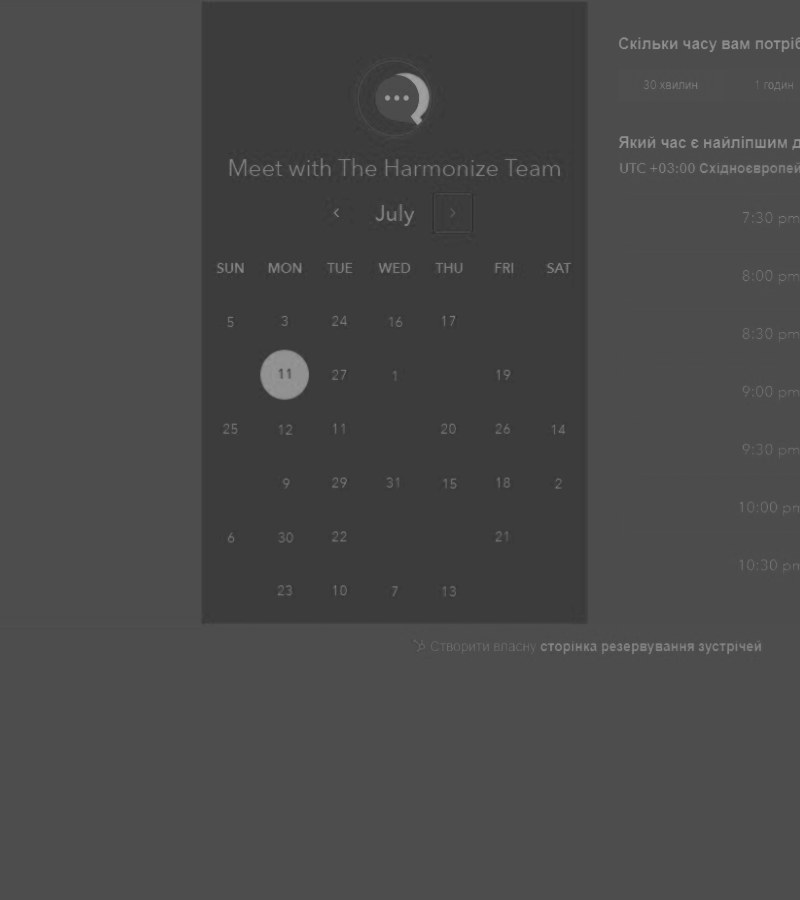 Meet with The Harmonize Team
July
SUN MON TUE WED THU FRI SAT
5 3 24 16 17
11 27 1 19
25 12 11 20 26 14
9 29 31 15 18 2
6 30 22 21
23 10 7 13
Скільки часу вам потріб
30 хвилин 1 годин
Який час є найліпшим д
UTC +03:00 Східноєвропей
7:30 pm
8:00 pm
8:30 pm
9:00 pm
9:30 pm
10:00 pm
10:30 pm
Створити власну сторінка резервування зустрічей